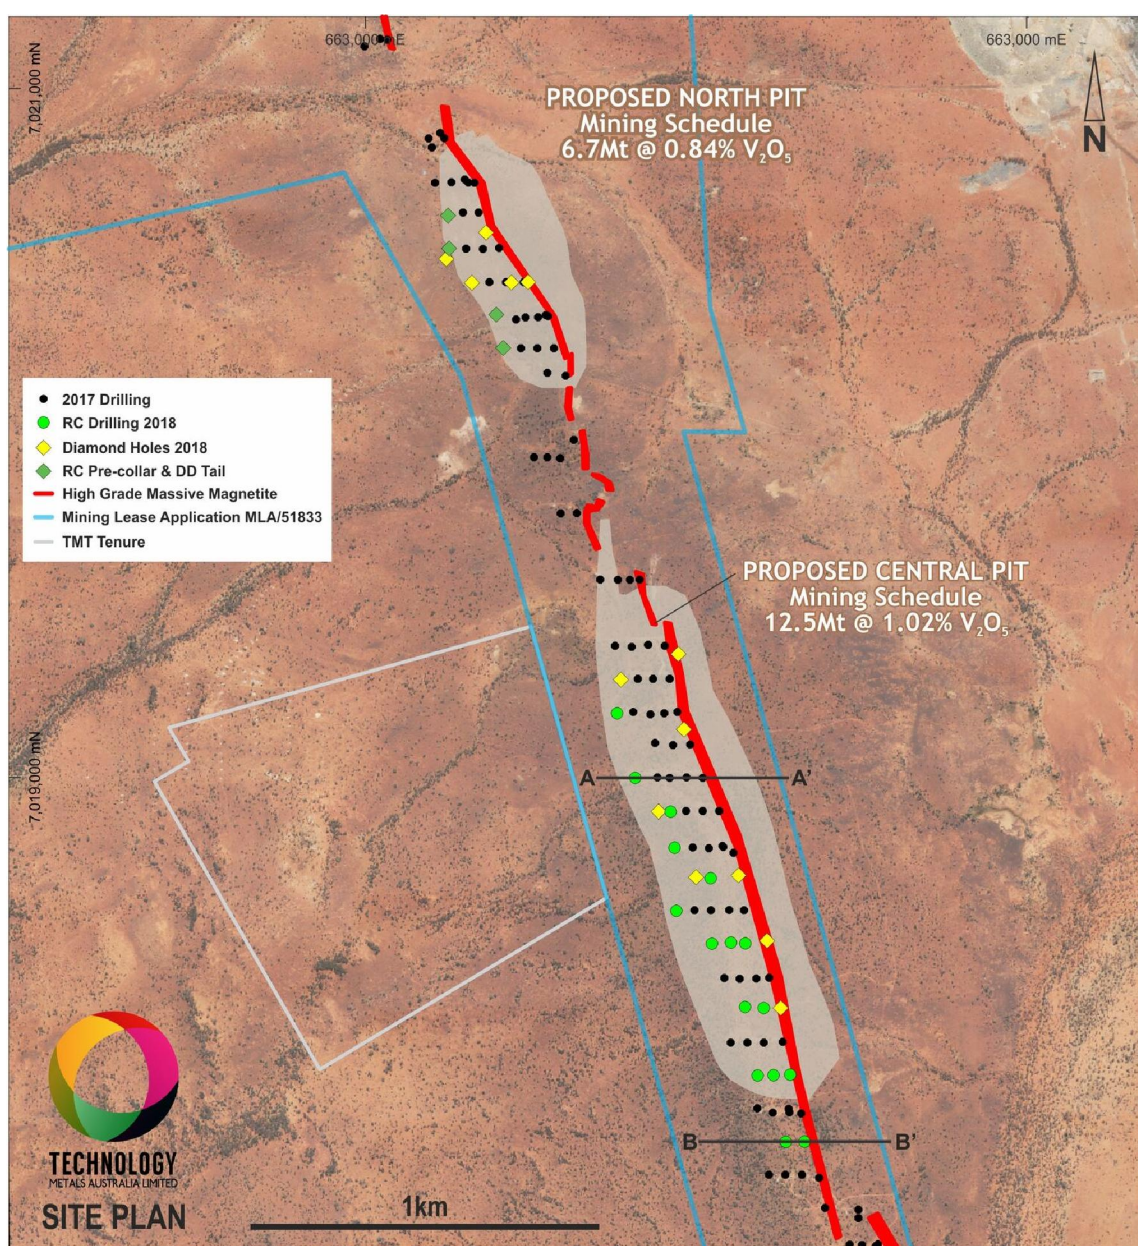 663,000 mE
663,000 mE
7,021,000 mN
PROPOSED NORTH PIT
Mining Schedule
6.7Mt @ 0.84% V₂O₅
N
2017 Drilling
RC Drilling 2018
Diamond Holes 2018
RC Pre-collar & DD Tail
High Grade Massive Magnetite
Mining Lease Application MLA/51833
TMT Tenure
PROPOSED CENTRAL PIT
Mining Schedule
12.5Mt @ 1.02% V₂O₅
7,019,000 mN
A
A'
B
B'
TECHNOLOGY
METALS AUSTRALIA LIMITED
SITE PLAN
1km